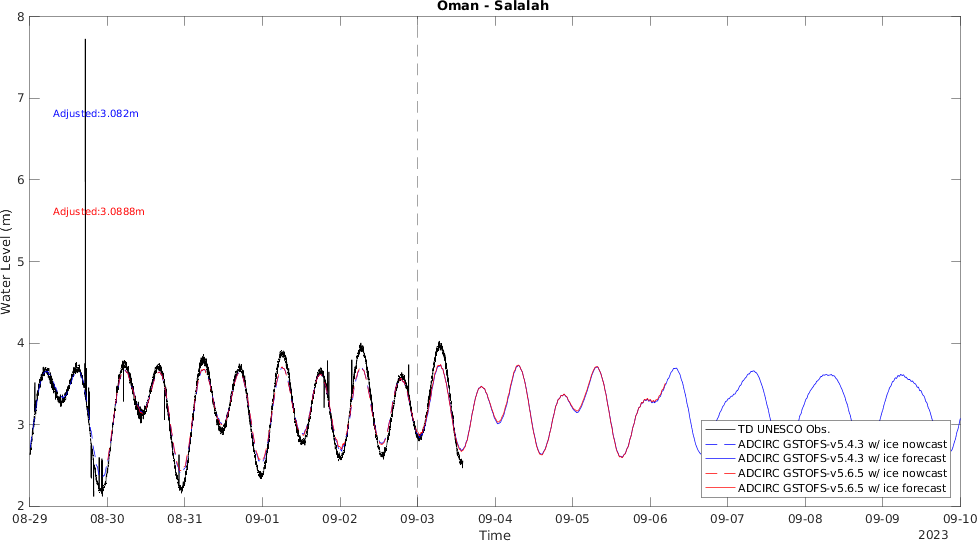 Oman - Salalah
8
7
6
5
4
3
2
Water Level (m)
Adjusted:3.082m
Adjusted:3.0888m
TD UNESCO Obs.
ADCIRC GSTOFS-v5.4.3 w/ ice nowcast
ADCIRC GSTOFS-v5.4.3 w/ ice forecast
ADCIRC GSTOFS-v5.6.5 w/ ice nowcast
ADCIRC GSTOFS-v5.6.5 w/ ice forecast
08-29 08-30 08-31 09-01 09-02 09-03 09-04 09-05 09-06 09-07 09-08 09-09 09-10
Time
2023